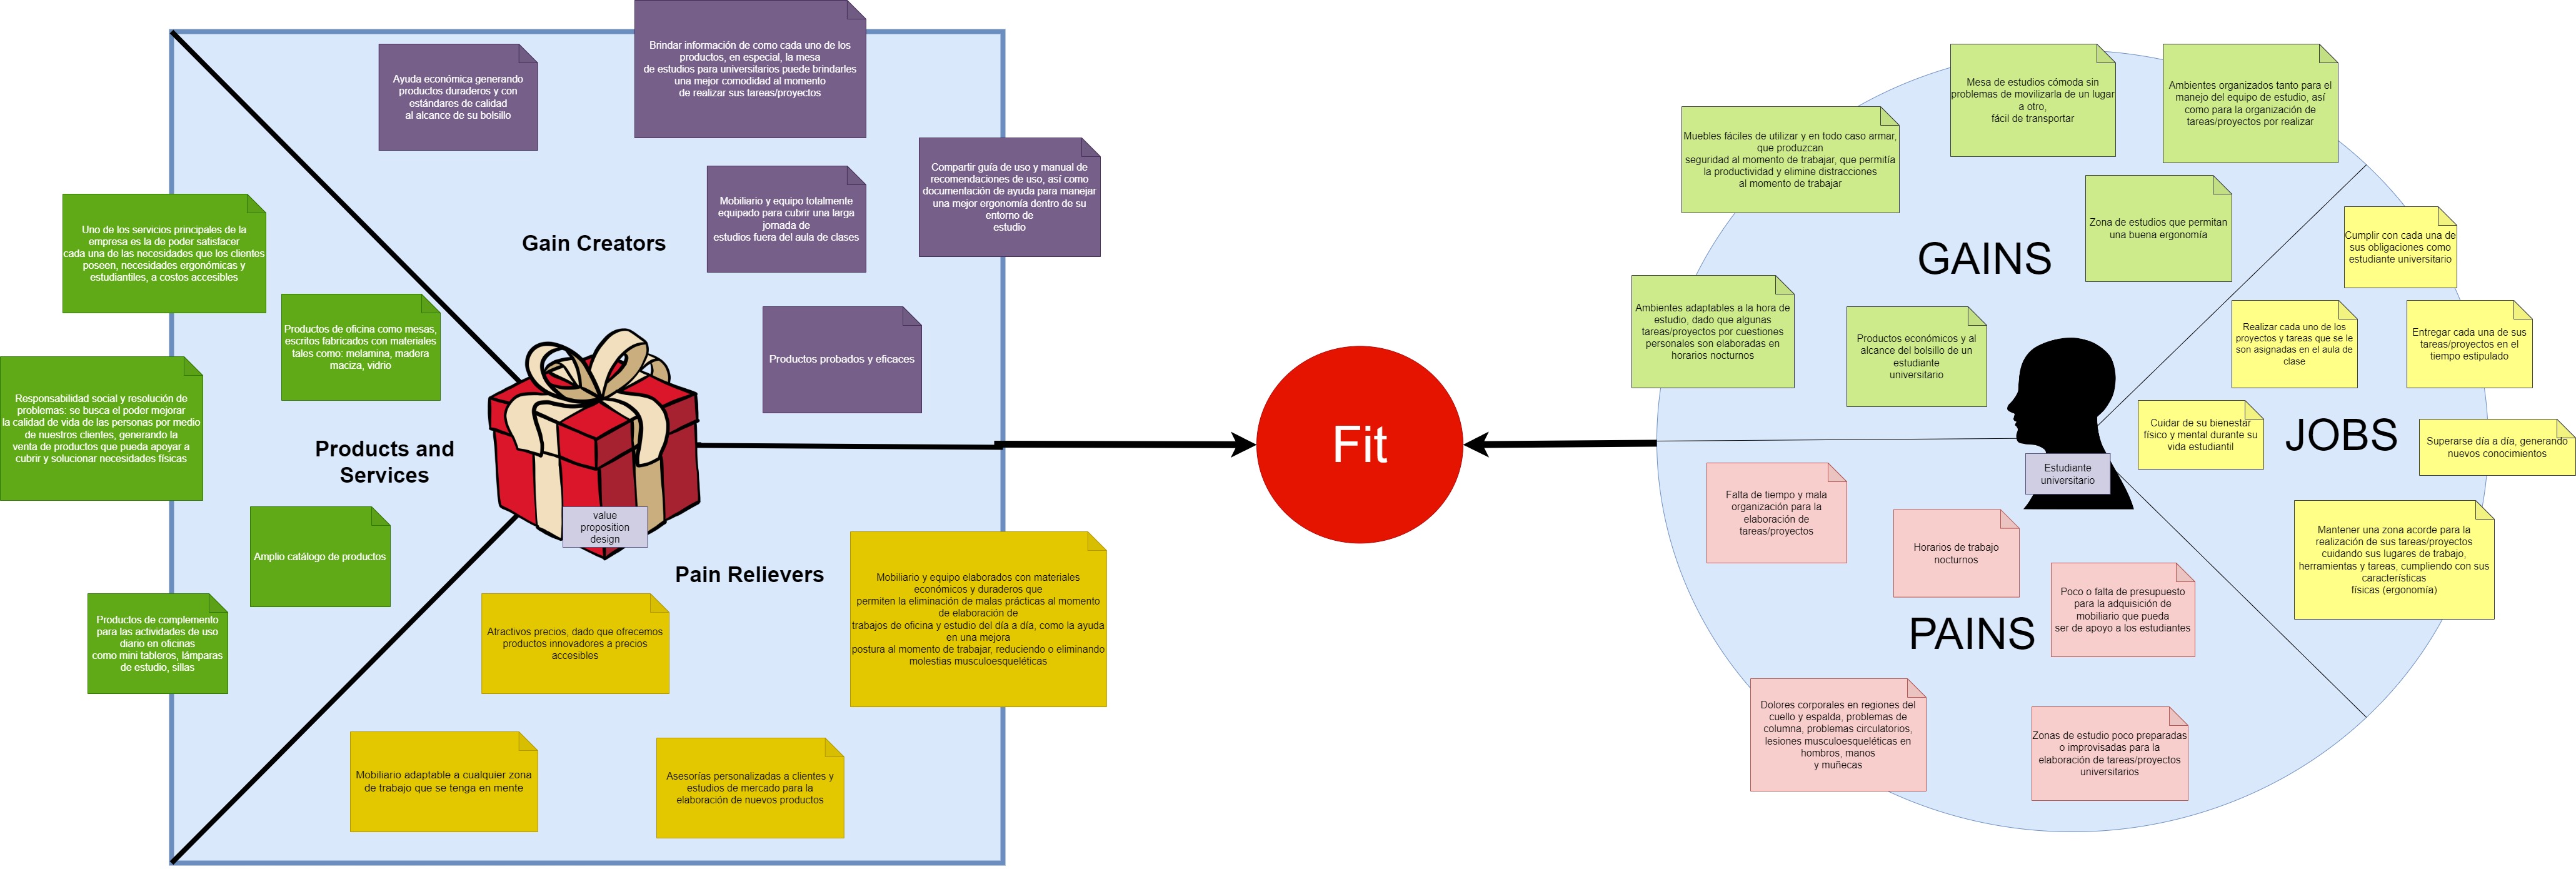 Ayuda económica generando
productos duraderos y con
estándares de calidad
al alcance de su bolsillo
Brindar información de como cada uno de los
productos, en especial, la mesa
de estudios para universitarios puede brindarles
una mejor comodidad al momento
de realizar sus tareas/proyectos
Compartir guía de uso y manual de
recomendaciones de uso, así como
documentación de ayuda para manejar
una mejor ergonomía dentro de su
entorno de
estudio
Mobiliario y equipo totalmente
equipado para cubrir una larga
jornada de
estudios fuera del aula de clases
Gain Creators
Productos probados y eficaces
Uno de los servicios principales de la
empresa es la de poder satisfacer
cada una de las necesidades que los clientes
poseen, necesidades ergonómicas y
estudiantiles, a costos accesibles
Productos de oficina como mesas,
escritos fabricados con materiales
tales como: melamina, madera
maciza, vidrio
Responsabilidad social y resolución de
problemas: se busca el poder mejorar
la calidad de vida de las personas por medio
de nuestros clientes, generando la
venta de productos que pueda apoyar a
cubrir y solucionar necesidades físicas
Products and
Services
Amplio catálogo de productos
Productos de complemento
para las actividades de uso
diario en oficinas
como mini tableros, lámparas
de estudio, sillas
value
proposition
design
Pain Relievers
Mobiliario y equipo elaborados con materiales
económicos y duraderos que
permiten la eliminación de malas prácticas al momento
de elaboración de
trabajos de oficina y estudio del día a día, como la ayuda
en una mejora
postura al momento de trabajar, reduciendo o eliminando
molestias musculoesqueléticas
Atractivos precios, dado que ofrecemos
productos innovadores a precios
accesibles
Mobiliario adaptable a cualquier zona
de trabajo que se tenga en mente
Asesorías personalizadas a clientes y
estudios de mercado para la
elaboración de nuevos productos
Fit
Mesa de estudios cómoda sin
problemas de movilizarla de un lugar
a otro,
fácil de transportar
Ambientes organizados tanto para el
manejo del equipo de estudio, así
como para la organización de
tareas/proyectos por realizar
Muebles fáciles de utilizar y en todo caso armar,
que produzcan
seguridad al momento de trabajar, que permitía
la productividad y elimine distracciones
al momento de trabajar
Zona de estudios que permitan
una buena ergonomía
GAINS
Ambientes adaptables a la hora de
estudio, dado que algunas
tareas/proyectos por cuestiones
personales son elaboradas en
horarios nocturnos
Productos económicos y al
alcance del bolsillo de un
estudiante
universitario
Cumplir con cada una de
sus obligaciones como
estudiante universitario
Realizar cada uno de los
proyectos y tareas que se le
son asignadas en el aula de
clase
Entregar cada una de sus
tareas/proyectos en el
tiempo estipulado
Cuidar de su bienestar
físico y mental durante su
vida estudiantil
JOBS
Superarse día a día, generando
nuevos conocimientos
Mantener una zona acorde para la
realización de sus tareas/proyectos
cuidando sus lugares de trabajo,
herramientas y tareas, cumpliendo con sus
características
físicas (ergonomía)
Estudiante
universitario
Falta de tiempo y mala
organización para la
elaboración de
tareas/proyectos
Horarios de trabajo
nocturnos
Poco o falta de presupuesto
para la adquisición de
mobiliario que pueda
ser de apoyo a los estudiantes
PAINS
Dolores corporales en regiones del
cuello y espalda, problemas de
columna, problemas circulatorios,
lesiones musculoesqueléticas en
hombros, manos
y muñecas
Zonas de estudio poco preparadas
o improvisadas para la
elaboración de tareas/proyectos
universitarios